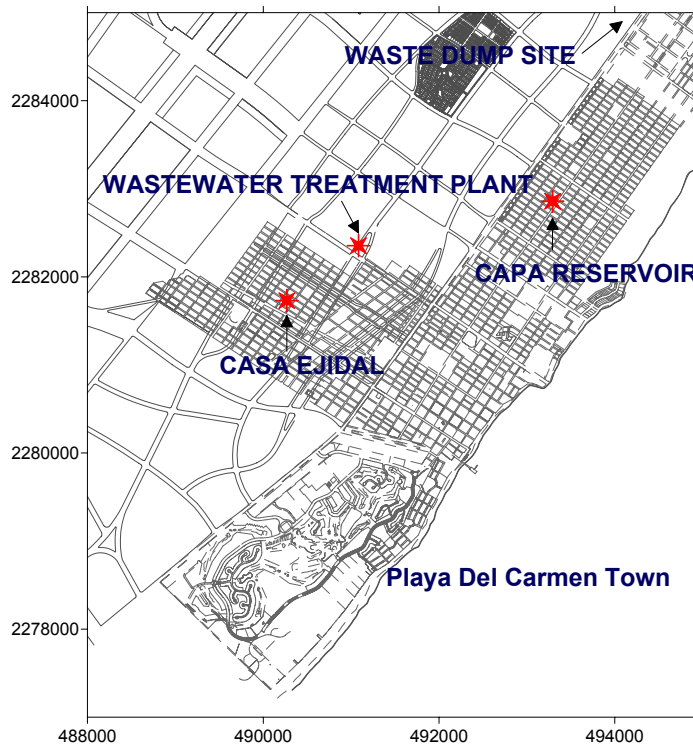 WASTE DUMP SITE
2284000
WASTEWATER TREATMENT PLANT
2282000
CAPA RESERVOIR
CASA EJIDAL
2280000
Playa Del Carmen Town
2278000
488000 490000 492000 494000